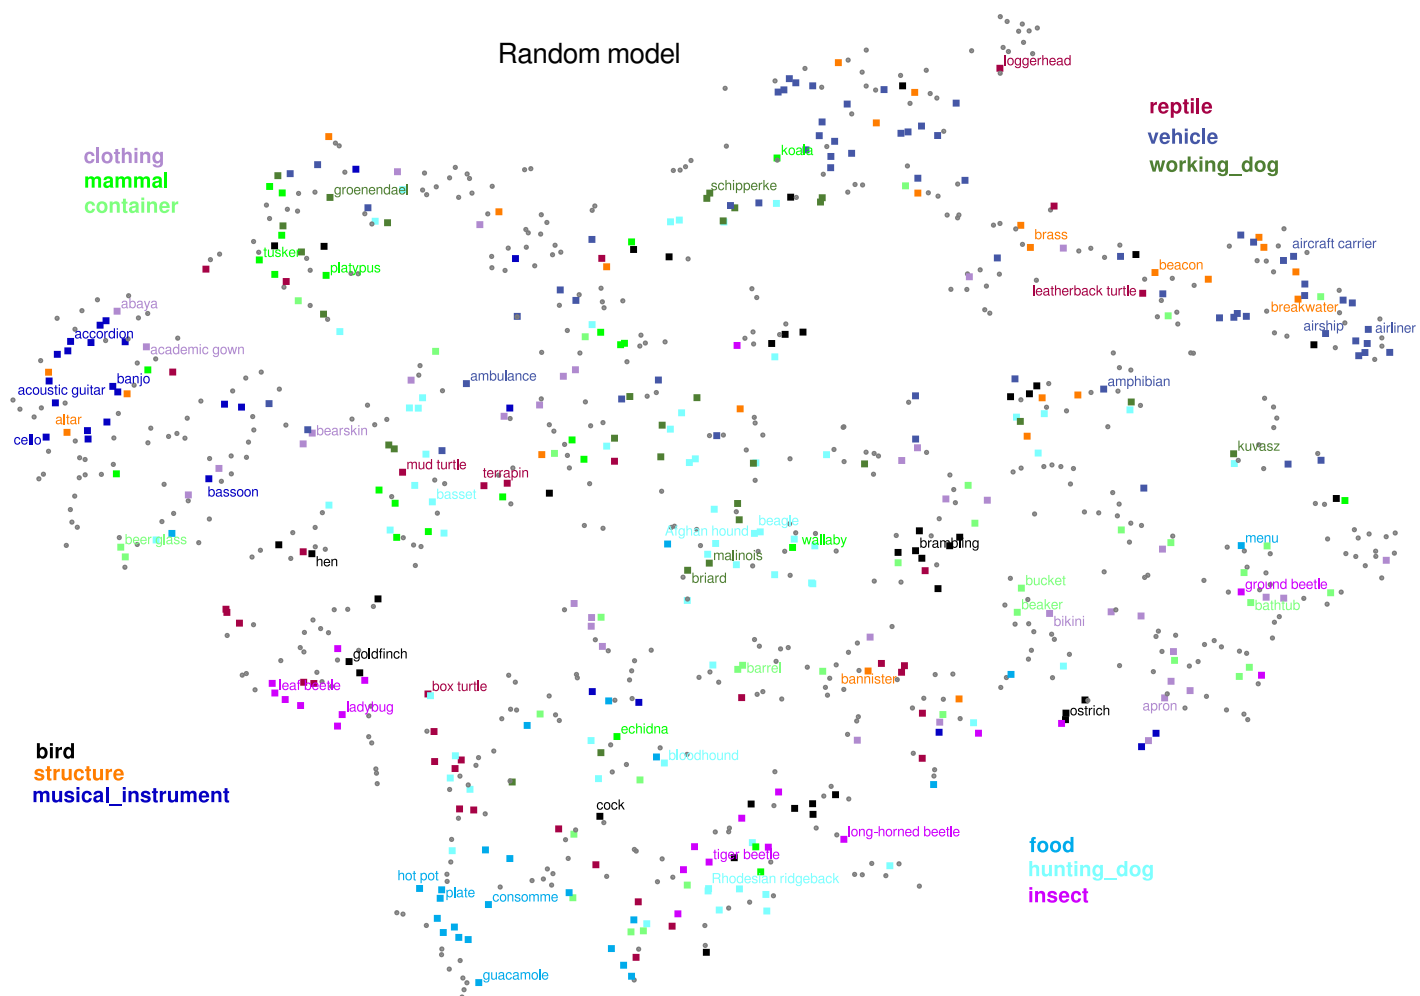 Random model
loggerhead
reptile
vehicle
working_dog
clothing
mammal
container
koala
groenendael
schipperke
brass
aircraft carrier
tusker
platypus
beacon
leatherback turtle
breakwater
abaya
accordion
airship
airliner
academic gown
banjo
acoustic guitar
ambulance
amphibian
altar
cello
bearskin
kuvasz
mud turtle
terrapin
bassoon
basset
beagle
Afghan hound
beer glass
wallaby
brambling
menu
hen
malinois
briard
bucket
ground beetle
beaker
bikini
bathtub
goldfinch
barrel
bannister
leaf beetle
box turtle
ladybug
apron
ostrich
echidna
bird
structure
musical_instrument
bloodhound
cock
long-horned beetle
food
hunting_dog
insect
tiger beetle
Rhodesian ridgeback
hot pot
plate
consomme
guacamole